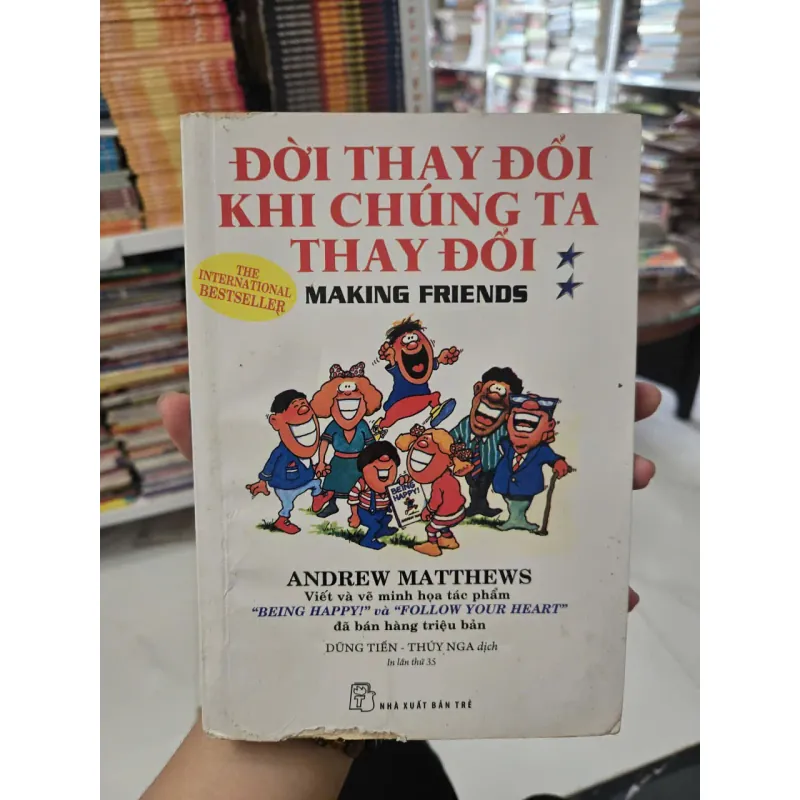 ĐỜI THAY ĐỔI
KHI CHÚNG TA
THAY ĐỔI
THE
INTERNATIONAL
BESTSELLER
MAKING FRIENDS
BEING
HAPPY!
ANDREW MATTHEWS
Viết và vẽ minh họa tác phẩm
"BEING HAPPY!" và "FOLLOW YOUR HEART"
đã bán hàng triệu bản
DŨNG TIẾN - THÚY NGA dịch
In lần thứ 35
NHÀ XUẤT BẢN TRẺ